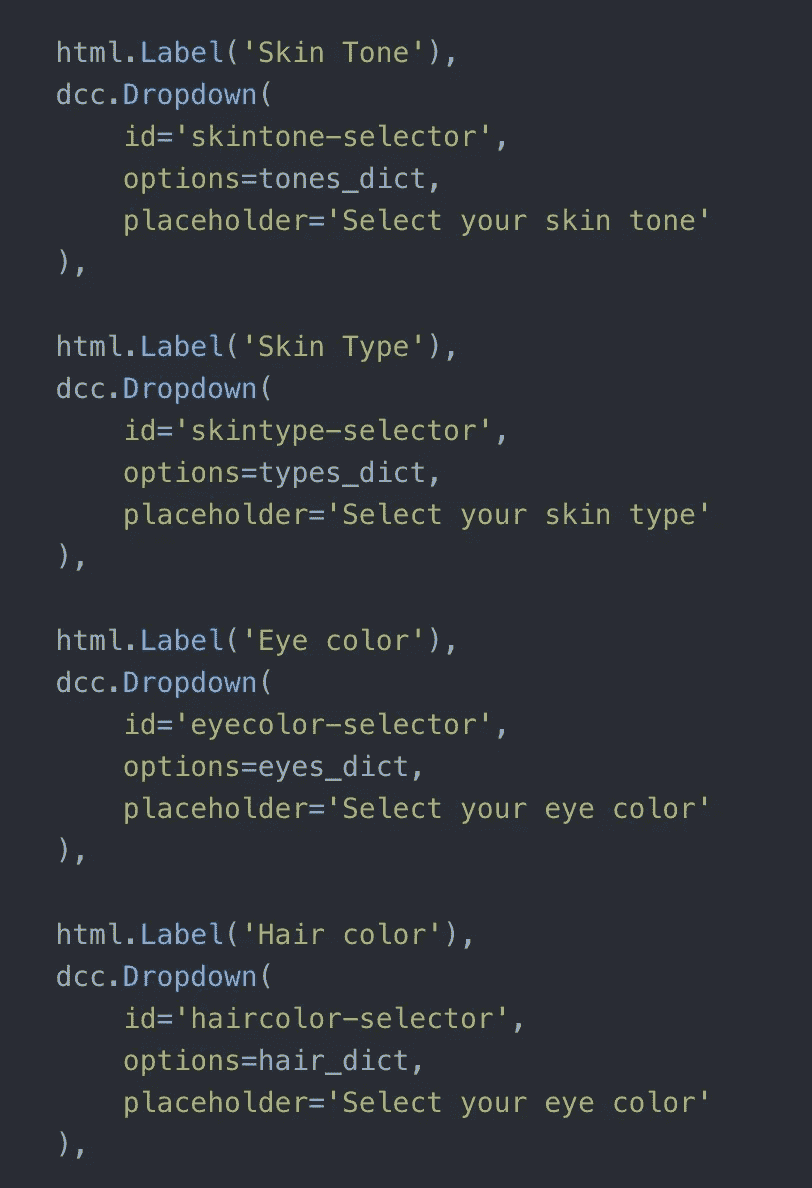 html.Label('Skin Tone'),
dcc.Dropdown(
    id='skintone-selector',
    options=tones_dict,
    placeholder='Select your skin tone'
),

html.Label('Skin Type'),
dcc.Dropdown(
    id='skintype-selector',
    options=types_dict,
    placeholder='Select your skin type'
),

html.Label('Eye color'),
dcc.Dropdown(
    id='eyecolor-selector',
    options=eyes_dict,
    placeholder='Select your eye color'
),

html.Label('Hair color'),
dcc.Dropdown(
    id='haircolor-selector',
    options=hair_dict,
    placeholder='Select your eye color'
),